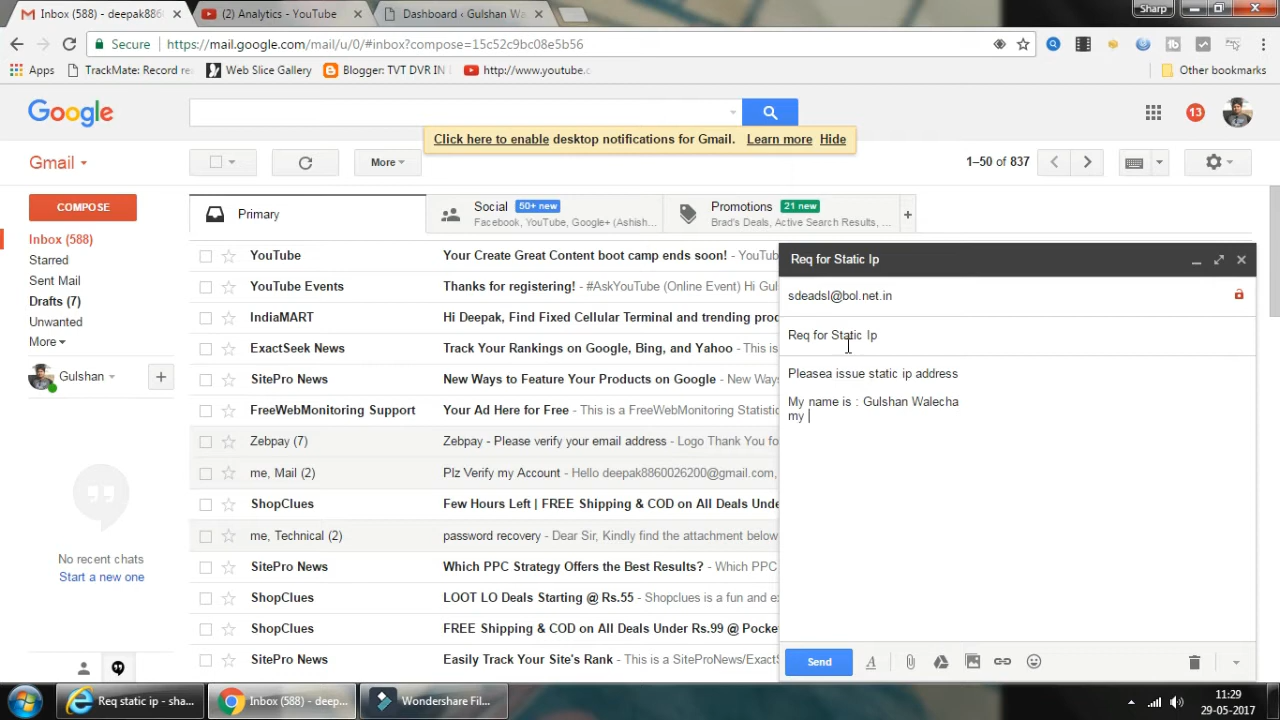 Inbox (588) - deepak886
(2) Analytics - YouTube
Dashboard ‹ Gulshan Wa
Sharp
Secure
https://mail.google.com/mail/u/0/#inbox?compose=15c52c9bc08e5b56
Apps
TrackMate: Record re
Web Slice Gallery
Blogger: TVT DVR IN
http://www.youtube.c
Other bookmarks
Google
13
Click here to enable desktop notifications for Gmail. Learn more Hide
Gmail
More
1–50 of 837
COMPOSE
Inbox (588)
Starred
Sent Mail
Drafts (7)
Unwanted
More
Gulshan
No recent chats
Start a new one
Primary
Social 50+ new
Facebook, YouTube, Google+ (Ashish...
Promotions 21 new
Brad's Deals, Active Search Results, ...
YouTube Your Create Great Content boot camp ends soon! - YouTub
YouTube Events Thanks for registering! - #AskYouTube (Online Event) Hi Gul
IndiaMART Hi Deepak, Find Fixed Cellular Terminal and trending proc
ExactSeek News Track Your Rankings on Google, Bing, and Yahoo - This is
SitePro News New Ways to Feature Your Products on Google - This is a S
FreeWebMonitoring Support Your Ad Here for Free - This is a FreeWebMonitoring Statistic
Zebpay (7) Zebpay - Please verify your email address - Logo Thank You fo
me, Mail (2) Plz Verify my Account - Hello deepak8860026200@gmail.com,
ShopClues Few Hours Left | FREE Shipping & COD on All Deals Unde
me, Technical (2) password recovery - Dear Sir, Kindly find the attachment below
SitePro News Which PPC Strategy Offers the Best Results? - Which PPC
ShopClues LOOT LO Deals Starting @ Rs.55 - Shopclues is a fun and e
ShopClues FREE Shipping & COD on All Deals Under Rs.99 @ Pocke
SitePro News Easily Track Your Site's Rank - This is a SiteProNews/ExactS
Req for Static Ip
sdeadsl@bol.net.in
Req for Static Ip
Pleasea issue static ip address
My name is : Gulshan Walecha
my
Send
Req static ip - sha...
Inbox (588) - deep...
Wondershare Film...
11:29
29-05-2017